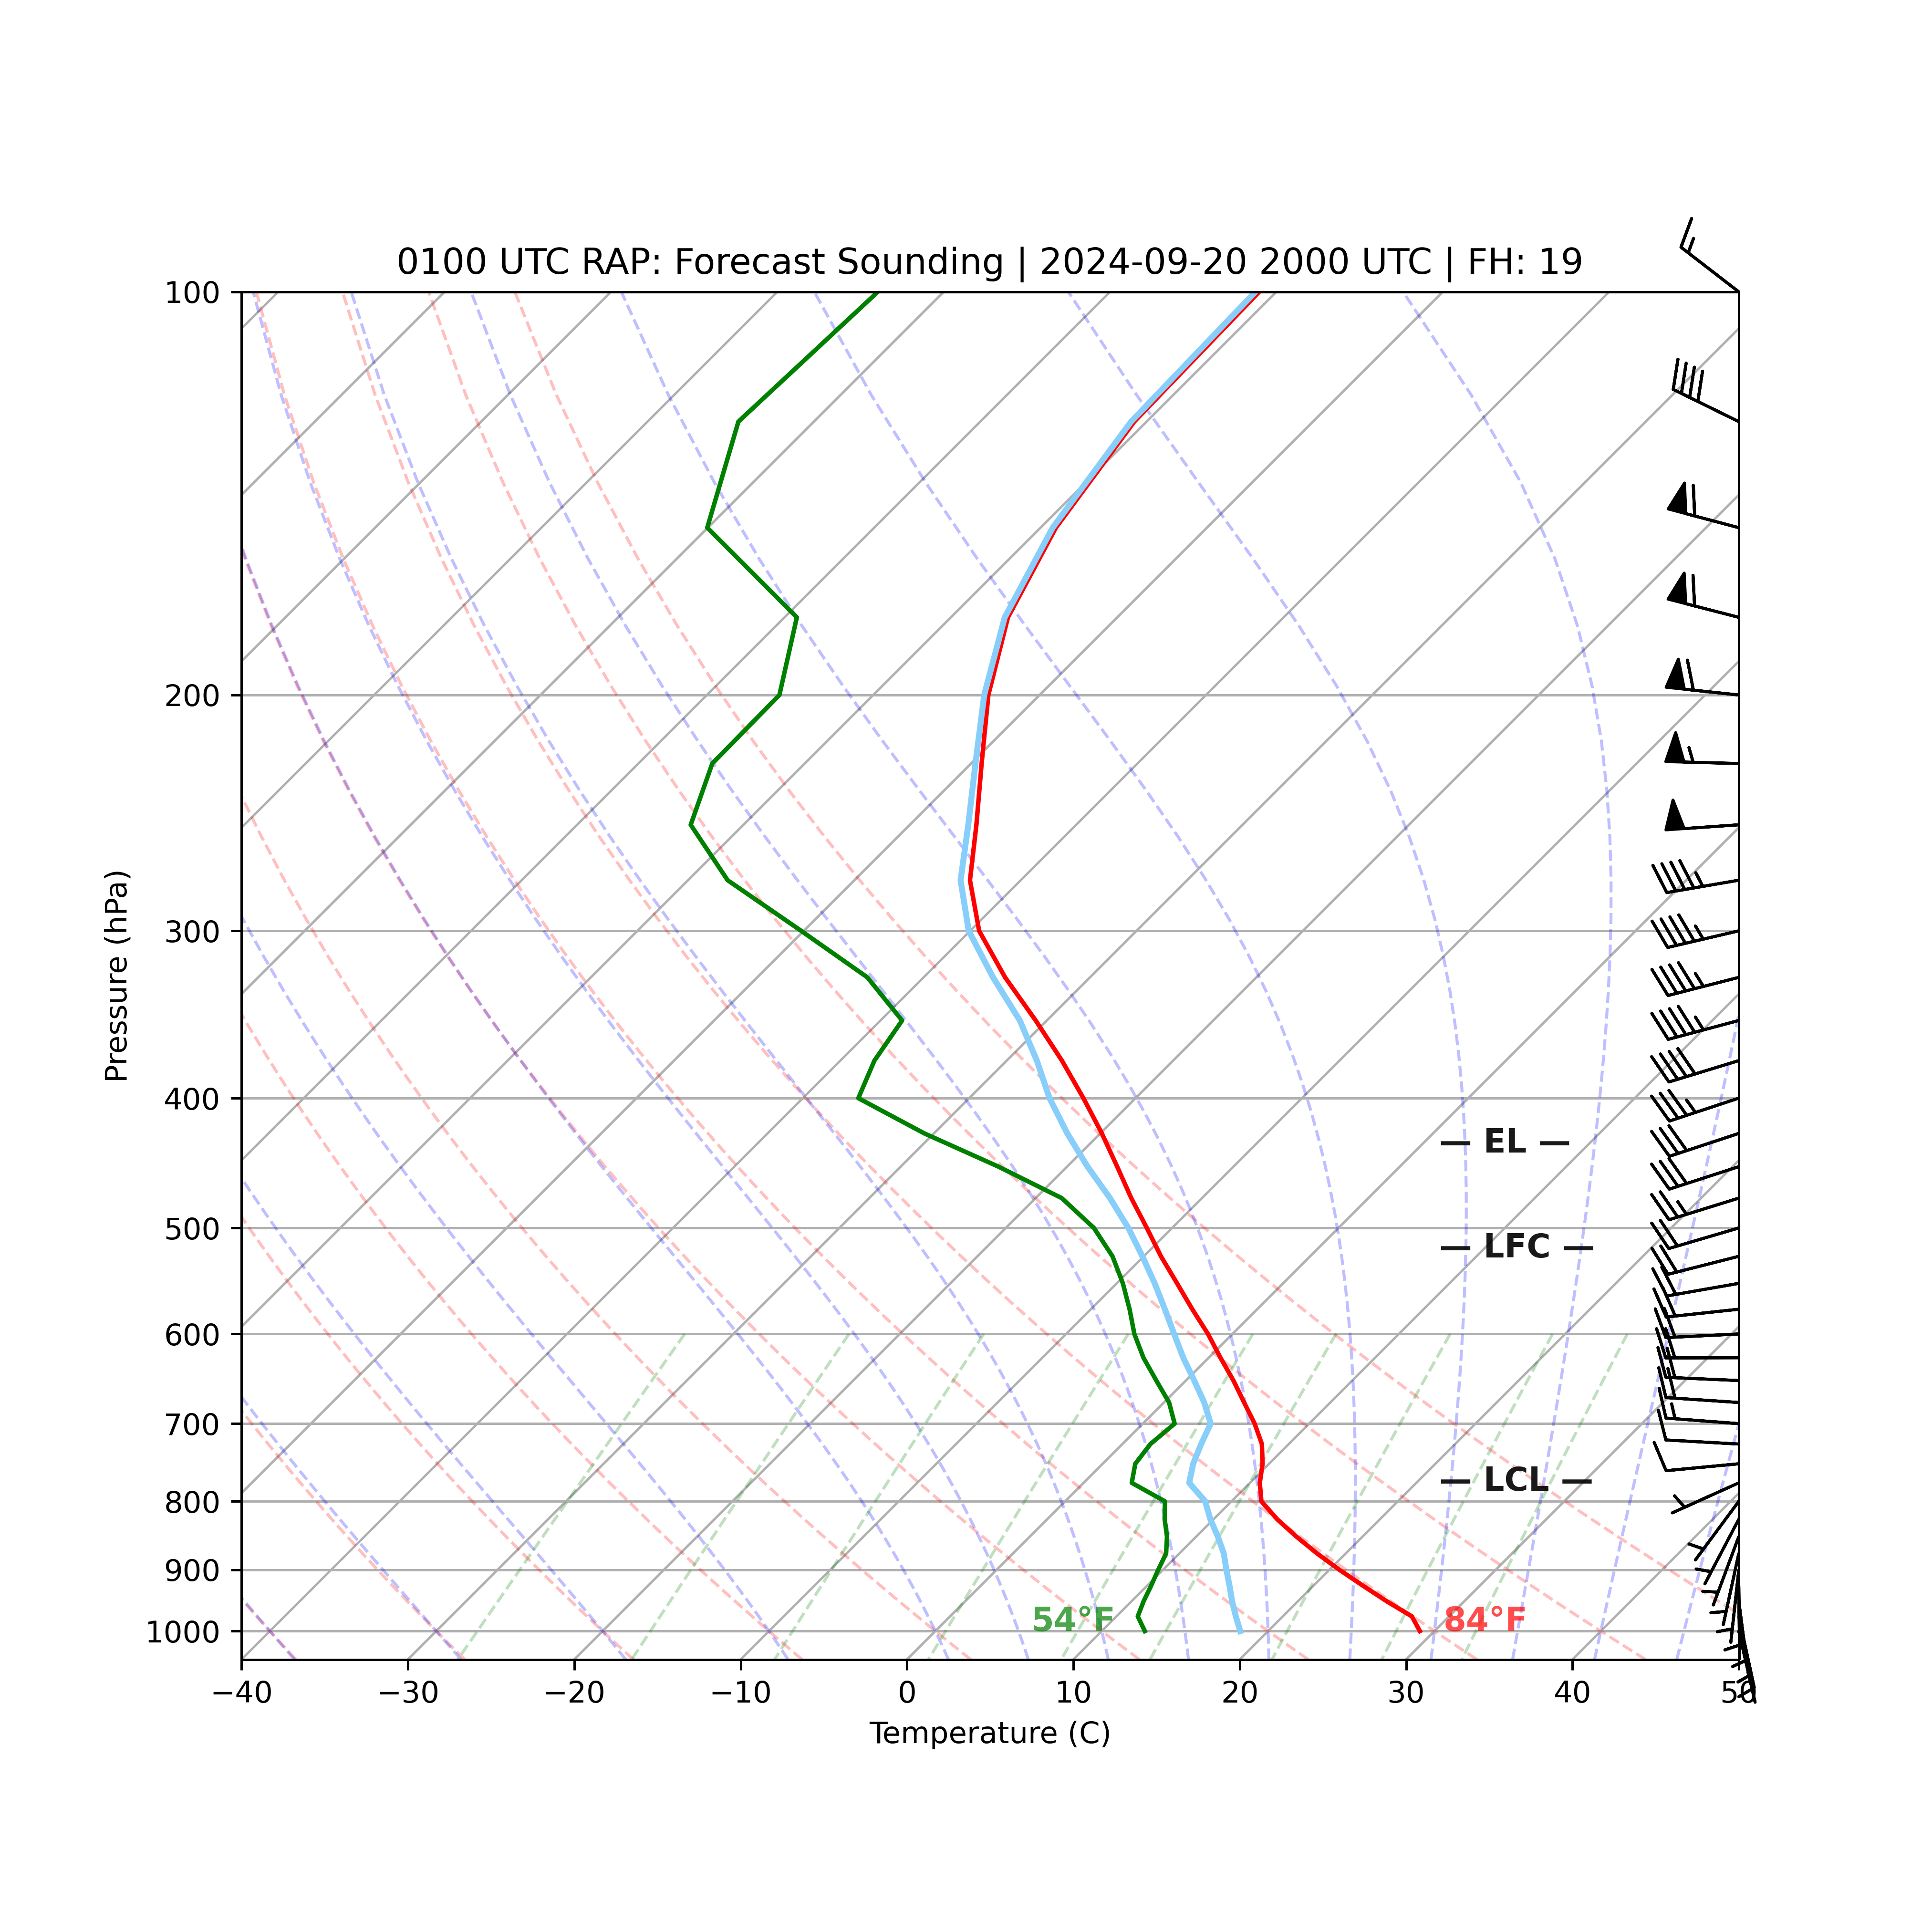 0100 UTC RAP: Forecast Sounding | 2024-09-20 2000 UTC | FH: 19
100
200
300
400
500
600
700
800
900
1000
Pressure (hPa)
— EL —
— LFC —
— LCL —
54°F
84°F
−40 −30 −20 −10 0 10 20 30 40 50
Temperature (C)